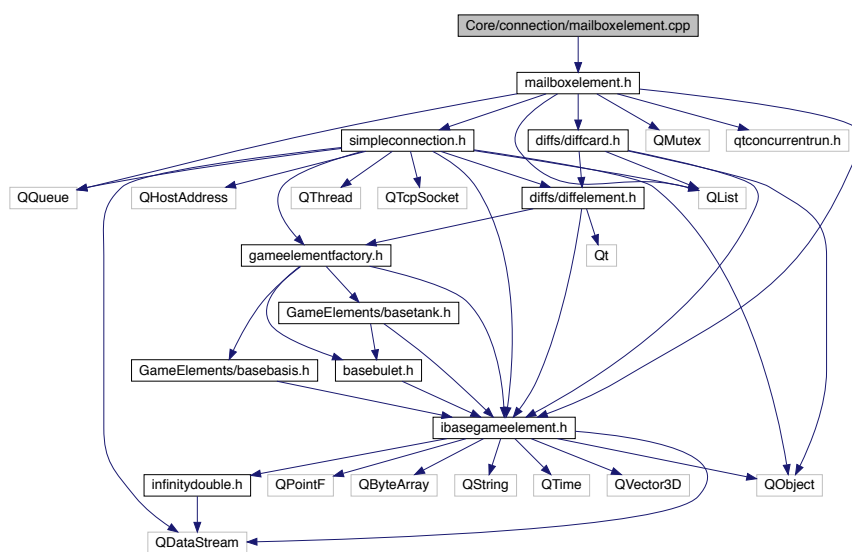 Core/connection/mailboxelement.cpp
mailboxelement.h
simpleconnection.h
diffs/diffcard.h
QMutex
qtconcurrentrun.h
QQueue
QHostAddress
QThread
QTcpSocket
diffs/diffelement.h
QList
gameelementfactory.h
Qt
GameElements/basetank.h
GameElements/basebasis.h
basebulet.h
ibasegameelement.h
infinitydouble.h
QPointF
QByteArray
QString
QTime
QVector3D
QObject
QDataStream